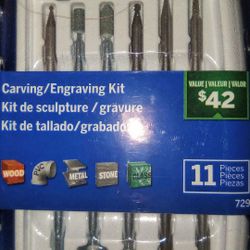 Carving/Engraving Kit
Kit de sculpture / gravure
Kit de tallado/grabado
VALUE | VALEUR | VALOR
$42
WOOD
PVC
METAL
STONE
11 Pieces
Pièces
Piezas
729